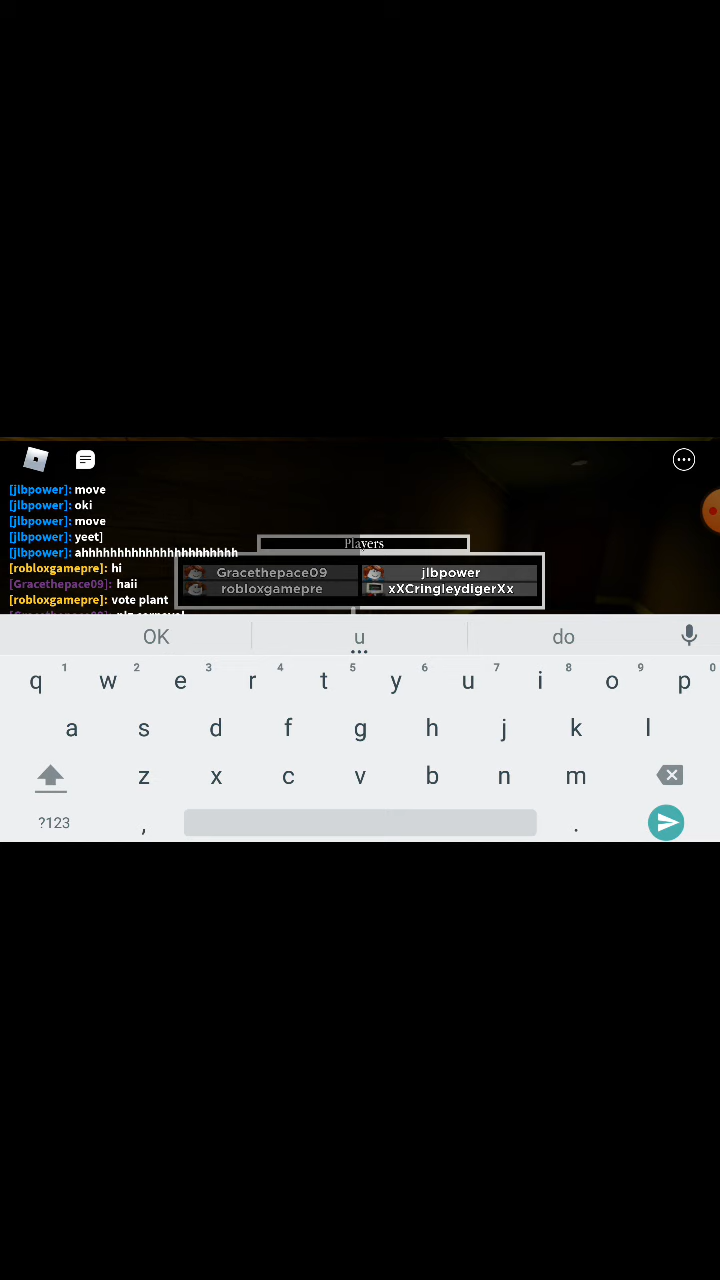 [jlbpower]: move
[jlbpower]: oki
[jlbpower]: move
[jlbpower]: yeet]
[jlbpower]: ahhhhhhhhhhhhhhhhhhhhhh
[robloxgamepre]: hi
[Gracethepace09]: haii
[robloxgamepre]: vote plant
Players
Gracethepace09 jlbpower
robloxgamepre xXCringleydigerXx
OK u do
1 2 3 4 5 6 7 8 9 0
q w e r t y u i o p
a s d f g h j k l
z x c v b n m
?123 , .